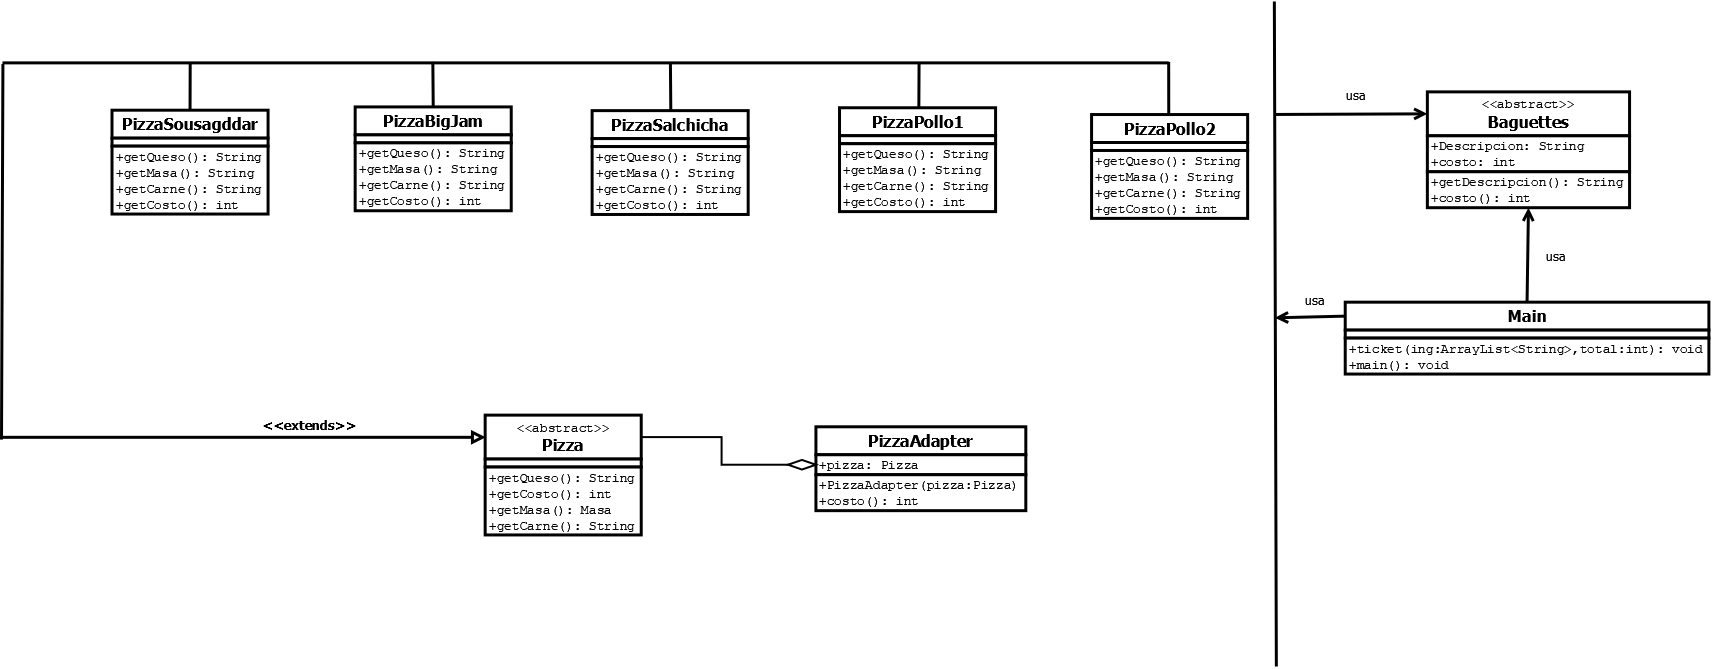 PizzaSousagddar
+getQueso(): String
+getMasa(): String
+getCarne(): String
+getCosto(): int
PizzaBigJam
+getQueso(): String
+getMasa(): String
+getCarne(): String
+getCosto(): int
PizzaSalchicha
+getQueso(): String
+getMasa(): String
+getCarne(): String
+getCosto(): int
PizzaPollo1
+getQueso(): String
+getMasa(): String
+getCarne(): String
+getCosto(): int
PizzaPollo2
+getQueso(): String
+getMasa(): String
+getCarne(): String
+getCosto(): int
usa
<<abstract>>
Baguettes
+Descripcion: String
+costo: int
+getDescripcion(): String
+costo(): int
usa
usa
Main
+ticket(ing:ArrayList<String>,total:int): void
+main(): void
<<extends>>
<<abstract>>
Pizza
+getQueso(): String
+getCosto(): int
+getMasa(): Masa
+getCarne(): String
PizzaAdapter
+pizza: Pizza
+PizzaAdapter(pizza:Pizza)
+costo(): int